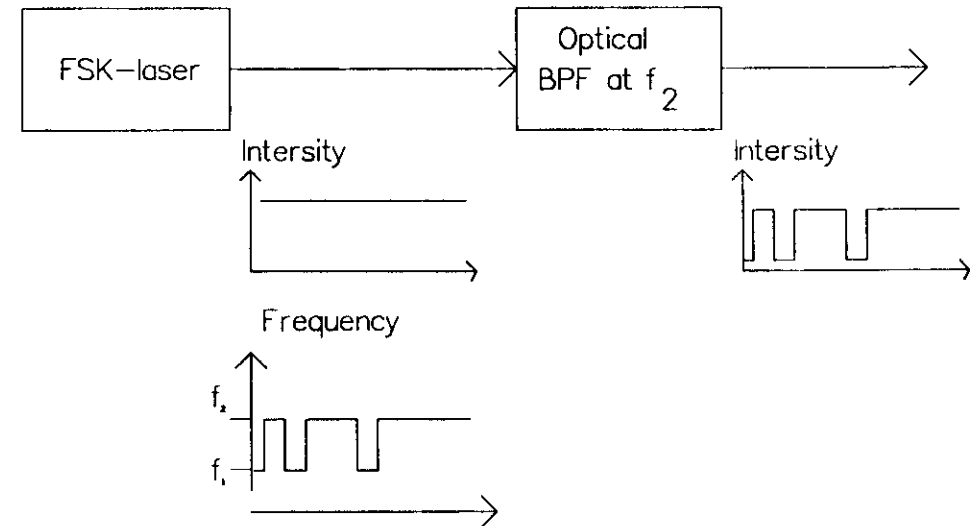 FSK-laser
Optical
BPF at f2
Intersity
Intersity
Frequency
f2
f1